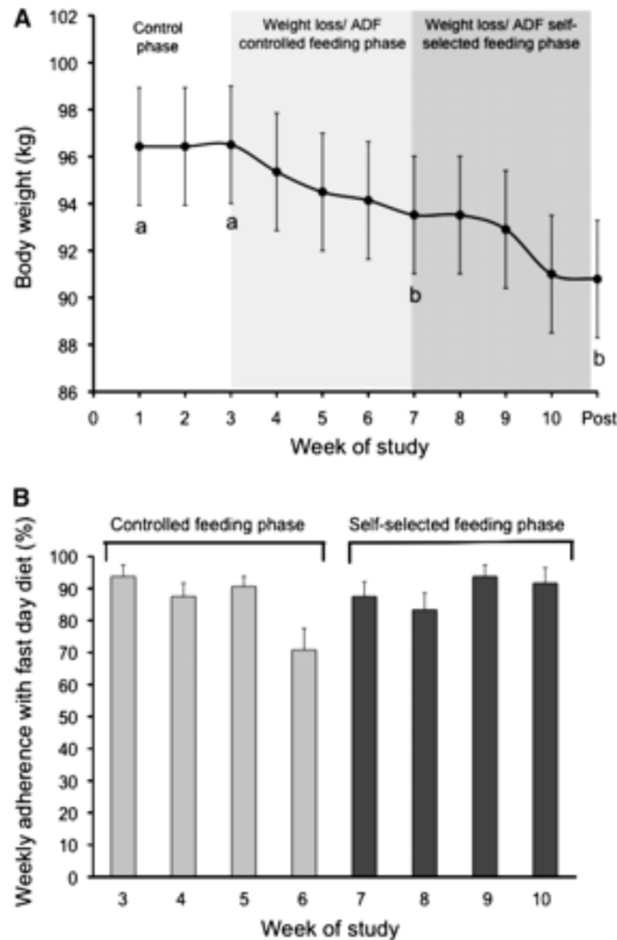 A
Control
phase
Weight loss/ ADF
controlled feeding phase
Weight loss/ ADF self-
selected feeding phase
Body weight (kg)
102
100
98
96
94
92
90
88
86
a
a
b
b
0 1 2 3 4 5 6 7 8 9 10 Post
Week of study
B
Controlled feeding phase
Self-selected feeding phase
Weekly adherence with fast day diet (%)
100
90
80
70
60
50
40
30
20
10
0
3 4 5 6 7 8 9 10
Week of study